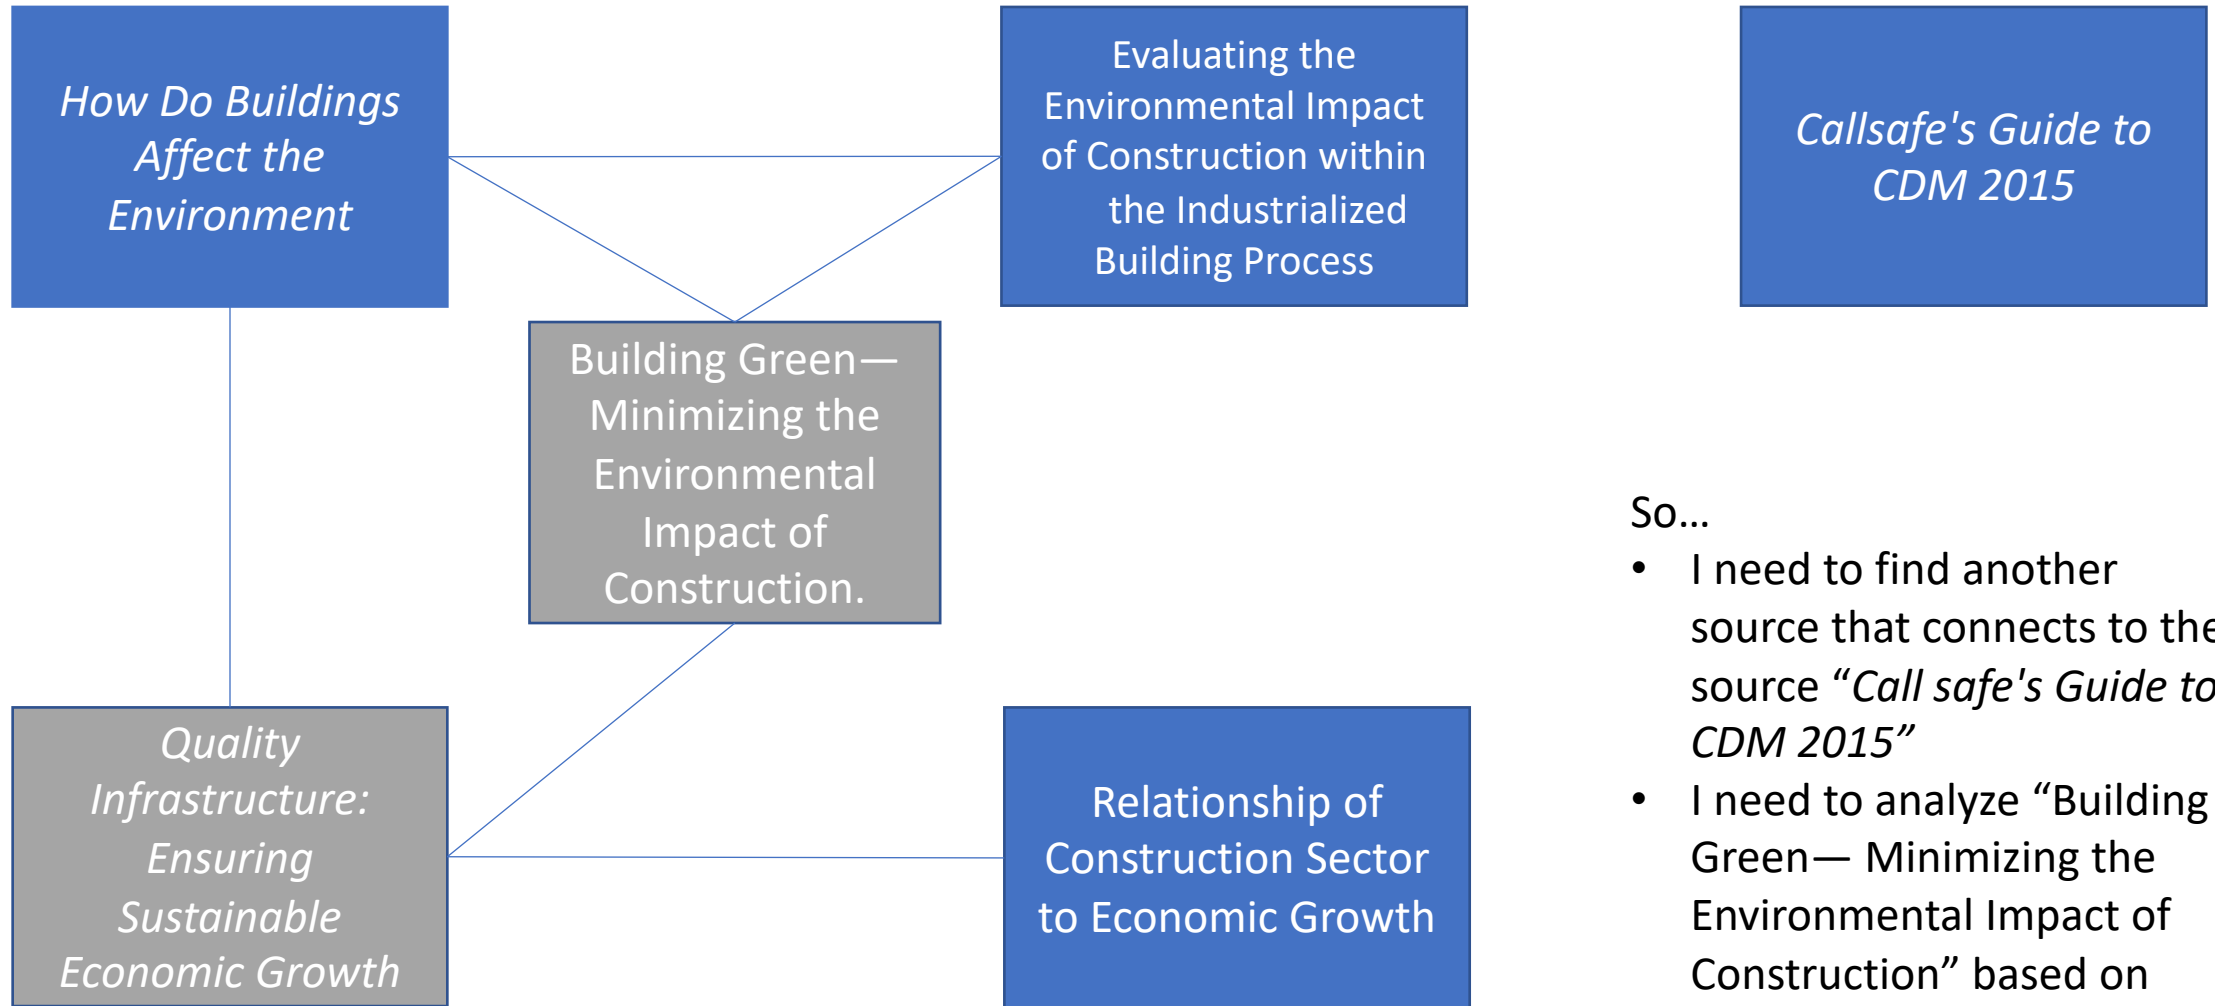 How Do Buildings
Affect the
Environment
Evaluating the
Environmental Impact
of Construction within
the Industrialized
Building Process
Callsafe's Guide to
CDM 2015
Building Green—
Minimizing the
Environmental
Impact of
Construction.
Quality
Infrastructure:
Ensuring
Sustainable
Economic Growth
Relationship of
Construction Sector
to Economic Growth
So…
• I need to find another
source that connects to the
source “Call safe's Guide to
CDM 2015”
• I need to analyze “Building
Green— Minimizing the
Environmental Impact of
Construction” based on